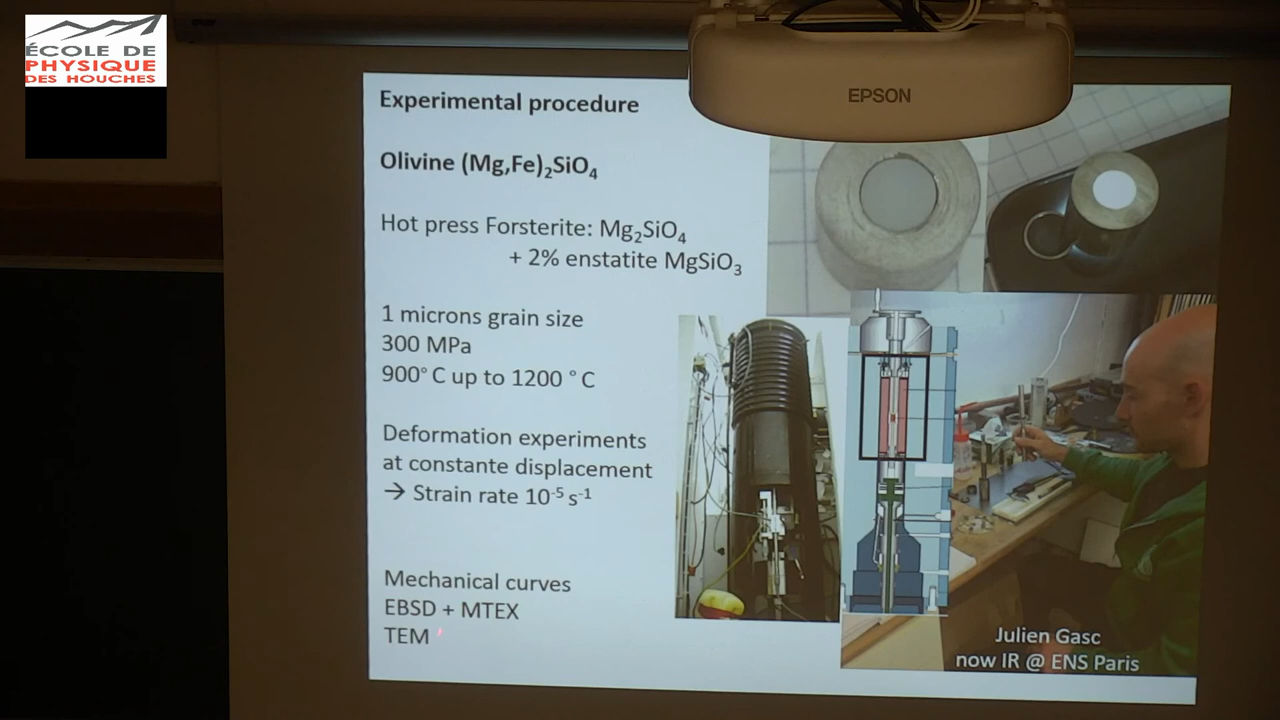 ÉCOLE DE
PHYSIQUE
DES HOUCHES
EPSON
Experimental procedure
Olivine (Mg,Fe)₂SiO₄
Hot press Forsterite: Mg₂SiO₄
+ 2% enstatite MgSiO₃
1 microns grain size
300 MPa
900° C up to 1200 ° C
Deformation experiments
at constante displacement
→ Strain rate 10⁻⁵ s⁻¹
Mechanical curves
EBSD + MTEX
TEM
Julien Gasc
now IR @ ENS Paris